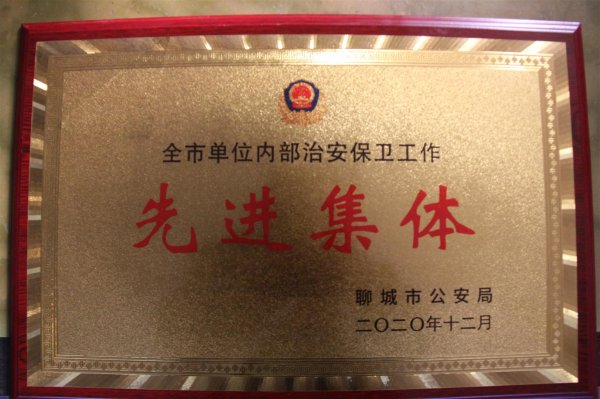 全市单位内部治安保卫工作
先进集体
聊城市公安局
二〇二〇年十二月